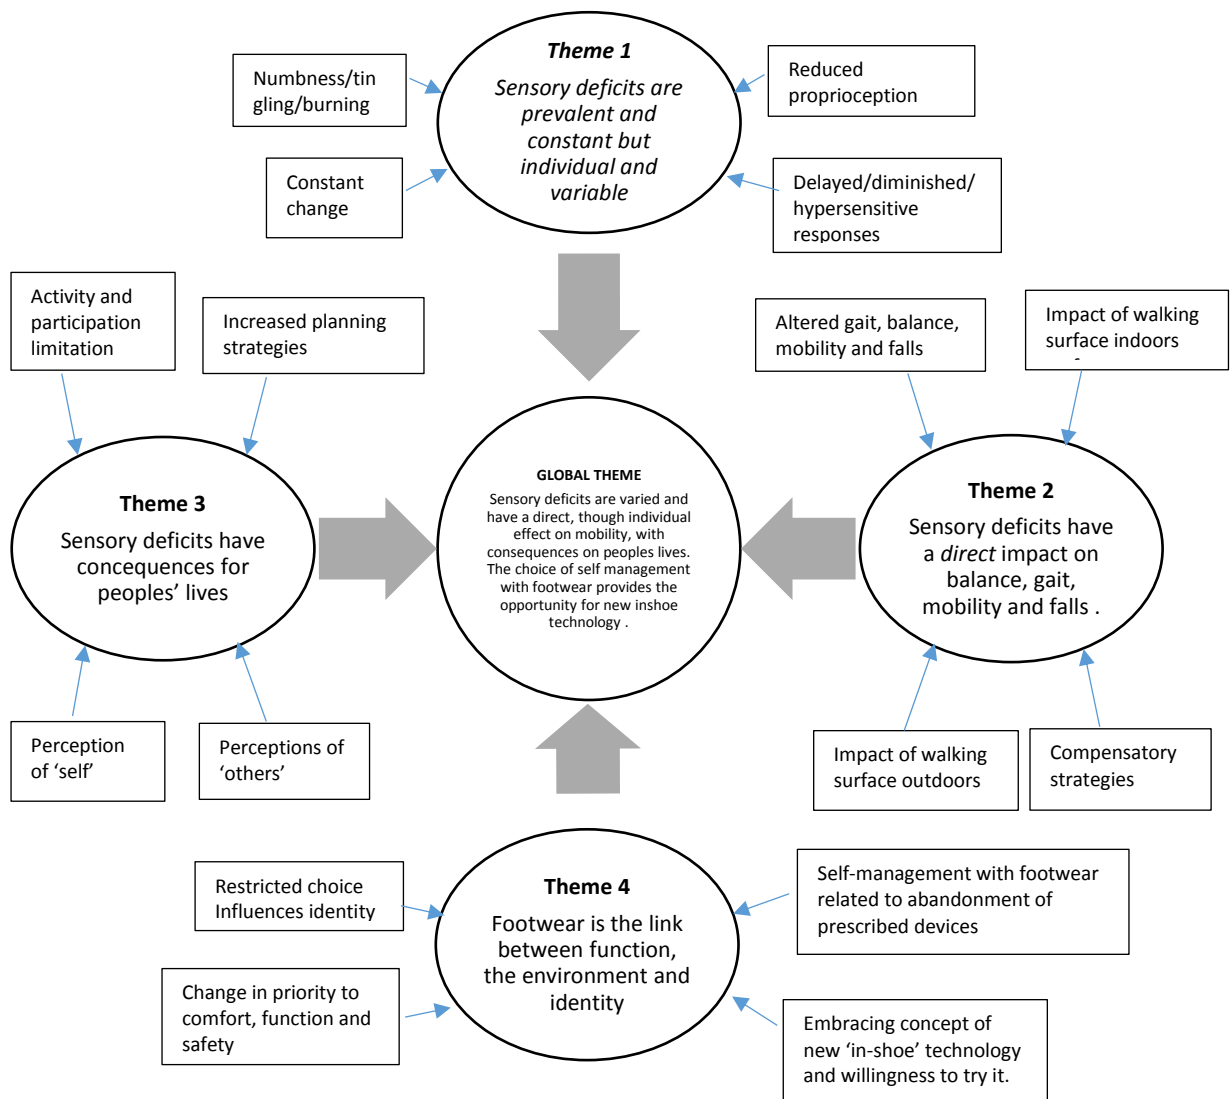 Theme 1
Sensory deficits are
prevalent and
constant but
individual and
variable
Numbness/tin
gling/burning
Reduced
proprioception
Constant
change
Delayed/diminished/
hypersensitive
responses
Activity and
participation
limitation
Increased planning
strategies
Altered gait, balance,
mobility and falls
Impact of walking
surface indoors
GLOBAL THEME
Sensory deficits are varied and
have a direct, though individual
effect on mobility, with
consequences on peoples lives.
The choice of self management
with footwear provides the
opportunity for new inshoe
technology .
Theme 3
Sensory deficits have
concequences for
peoples’ lives
Theme 2
Sensory deficits have
a direct impact on
balance, gait,
mobility and falls .
Perception
of ‘self’
Perceptions of
‘others’
Impact of walking
surface outdoors
Compensatory
strategies
Theme 4
Footwear is the link
between function,
the environment and
identity
Restricted choice
Influences identity
Self-management with footwear
related to abandonment of
prescribed devices
Change in priority to
comfort, function and
safety
Embracing concept of
new ‘in-shoe’ technology
and willingness to try it.